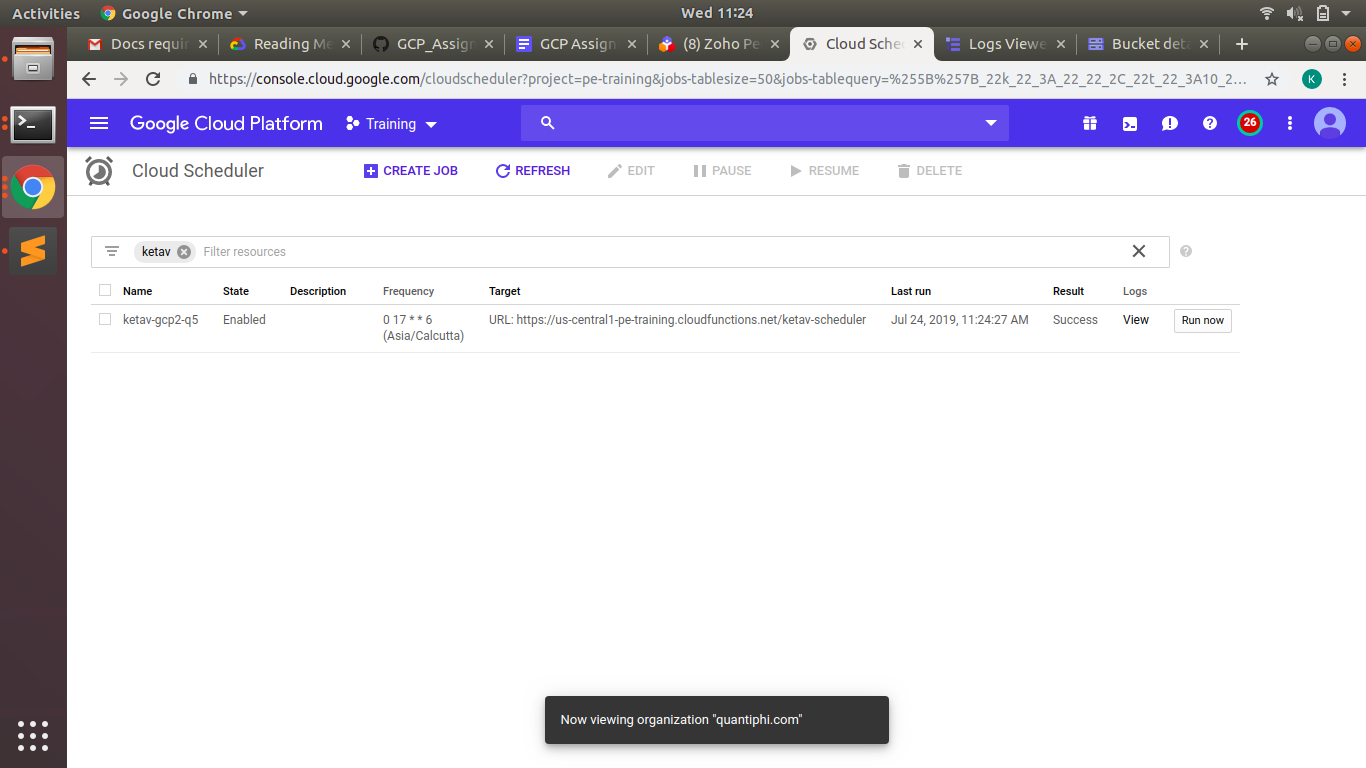 Activities Google Chrome Wed 11:24
Docs requir Reading Me GCP_Assign GCP Assign (8) Zoho Pe Cloud Sche Logs Viewe Bucket deta
https://console.cloud.google.com/cloudscheduler?project=pe-training&jobs-tablesize=50&jobs-tablequery=%255B%257B_22k_22_3A_22_22_2C_22t_22_3A10_2... K
Google Cloud Platform Training 26
Cloud Scheduler CREATE JOB REFRESH EDIT PAUSE RESUME DELETE
ketav Filter resources
Name State Description Frequency Target Last run Result Logs
ketav-gcp2-q5 Enabled 0 17 * * 6 URL: https://us-central1-pe-training.cloudfunctions.net/ketav-scheduler Jul 24, 2019, 11:24:27 AM Success View Run now
(Asia/Calcutta)
Now viewing organization "quantiphi.com"